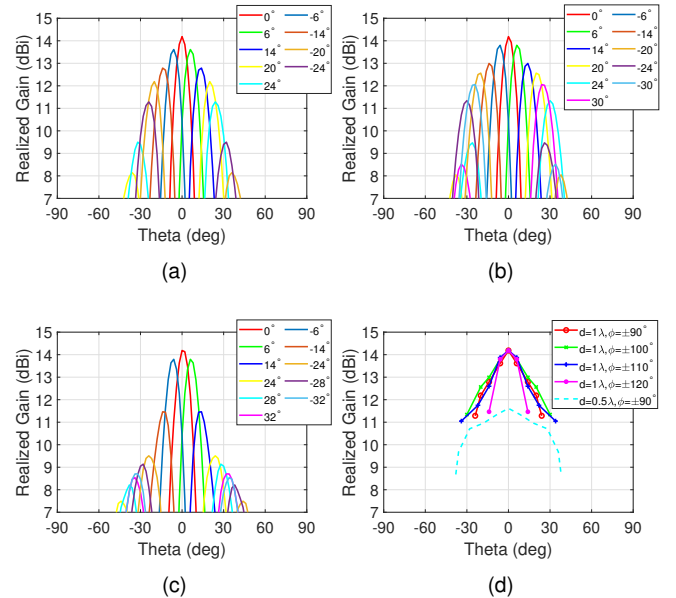 15
14
13
12
11
10
9
8
7
Realized Gain (dBi)
-90 -60 -30 0 30 60 90
Theta (deg)
0° -6°
6° -14°
14° -20°
20° -24°
24°
(a)
15
14
13
12
11
10
9
8
7
Realized Gain (dBi)
-90 -60 -30 0 30 60 90
Theta (deg)
0° -6°
6° -14°
14° -20°
20° -24°
24° -30°
30°
(b)
15
14
13
12
11
10
9
8
7
Realized Gain (dBi)
-90 -60 -30 0 30 60 90
Theta (deg)
0° -6°
6° -14°
14° -24°
24° -28°
28° -32°
32°
(c)
15
14
13
12
11
10
9
8
7
Realized Gain (dBi)
-90 -60 -30 0 30 60 90
Theta (deg)
d=1λ,ϕ=±90°
d=1λ,ϕ=±100°
d=1λ,ϕ=±110°
d=1λ,ϕ=±120°
d=0.5λ,ϕ=±90°
(d)